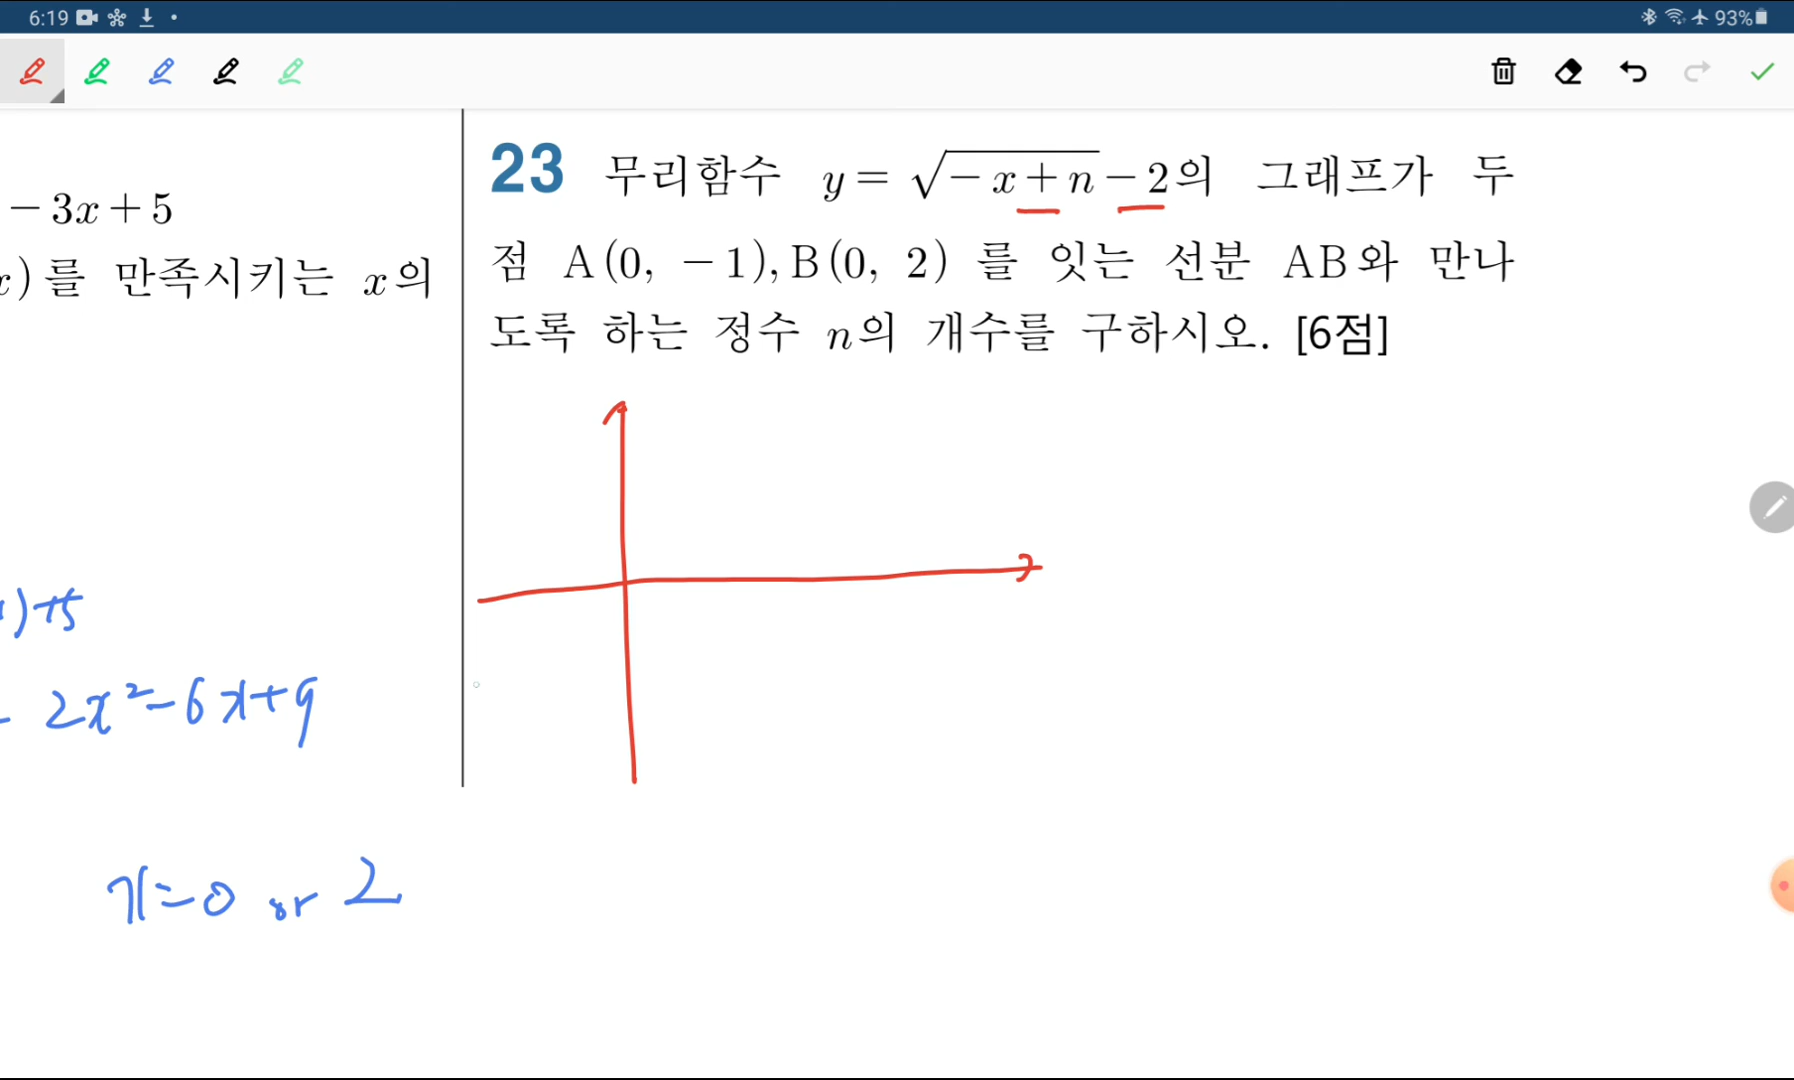 6:19
93%
− 3x + 5
x)를 만족시키는 x의
)+5
2x²-6x+9
x=0 or 2
23 무리함수 y = √(−x+n) − 2의 그래프가 두
점 A(0, −1), B(0, 2) 를 잇는 선분 AB와 만나
도록 하는 정수 n의 개수를 구하시오. [6점]